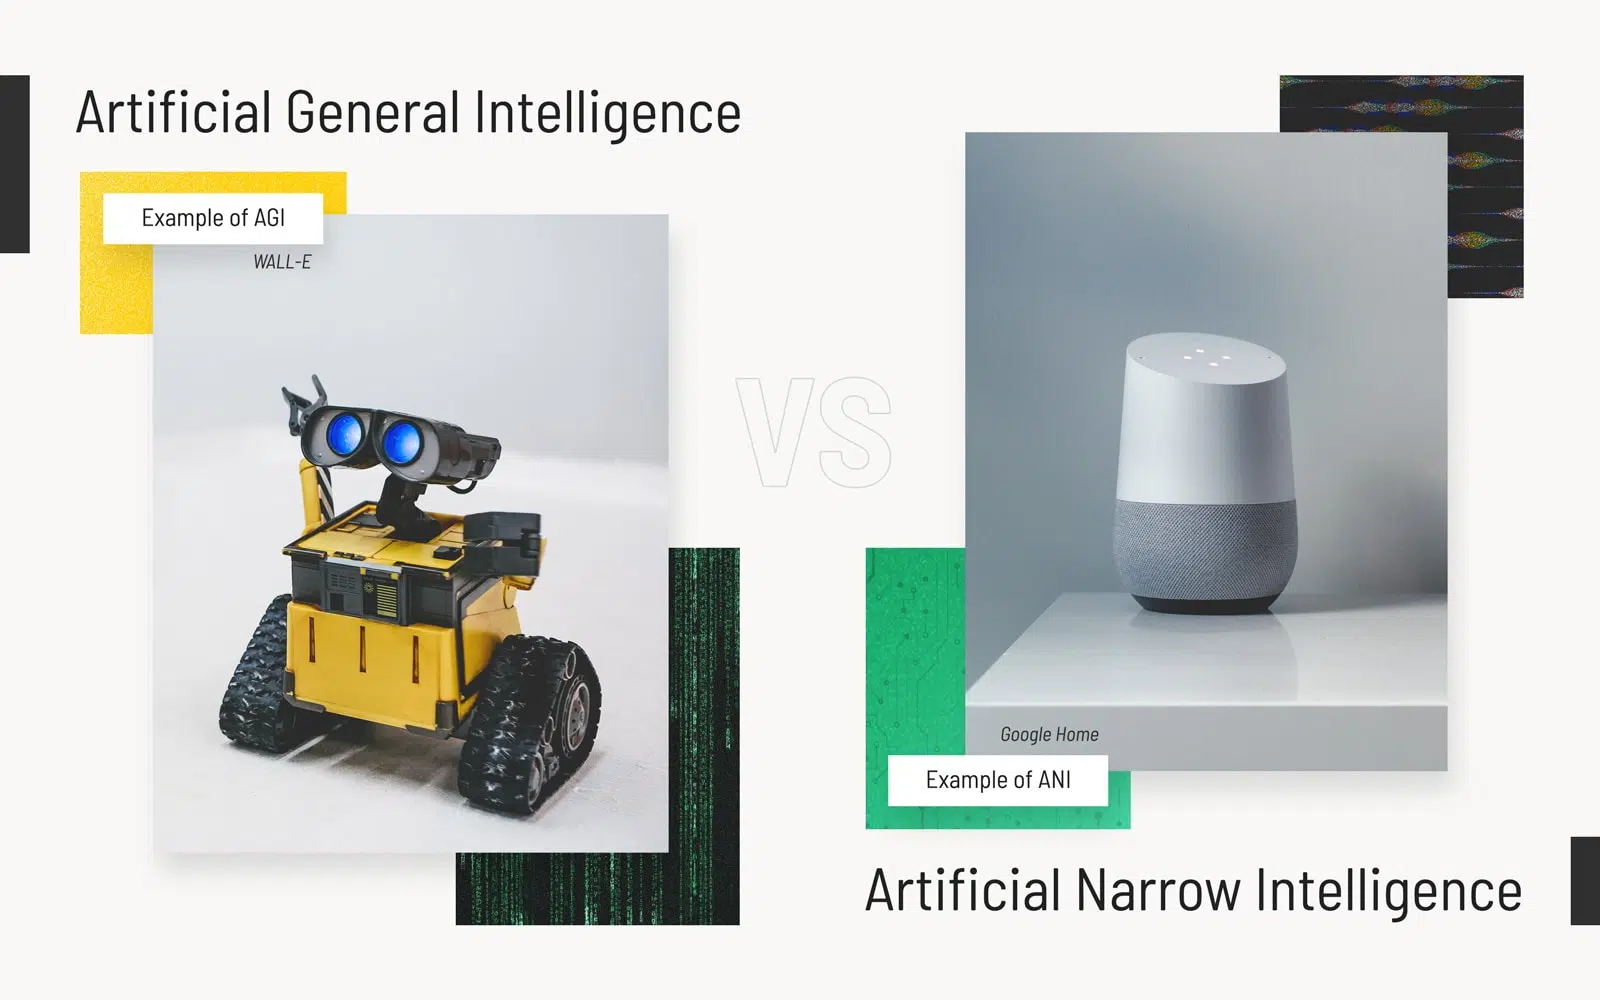 Artificial General Intelligence
Example of AGI
WALL-E
VS
Google Home
Example of ANI
Artificial Narrow Intelligence